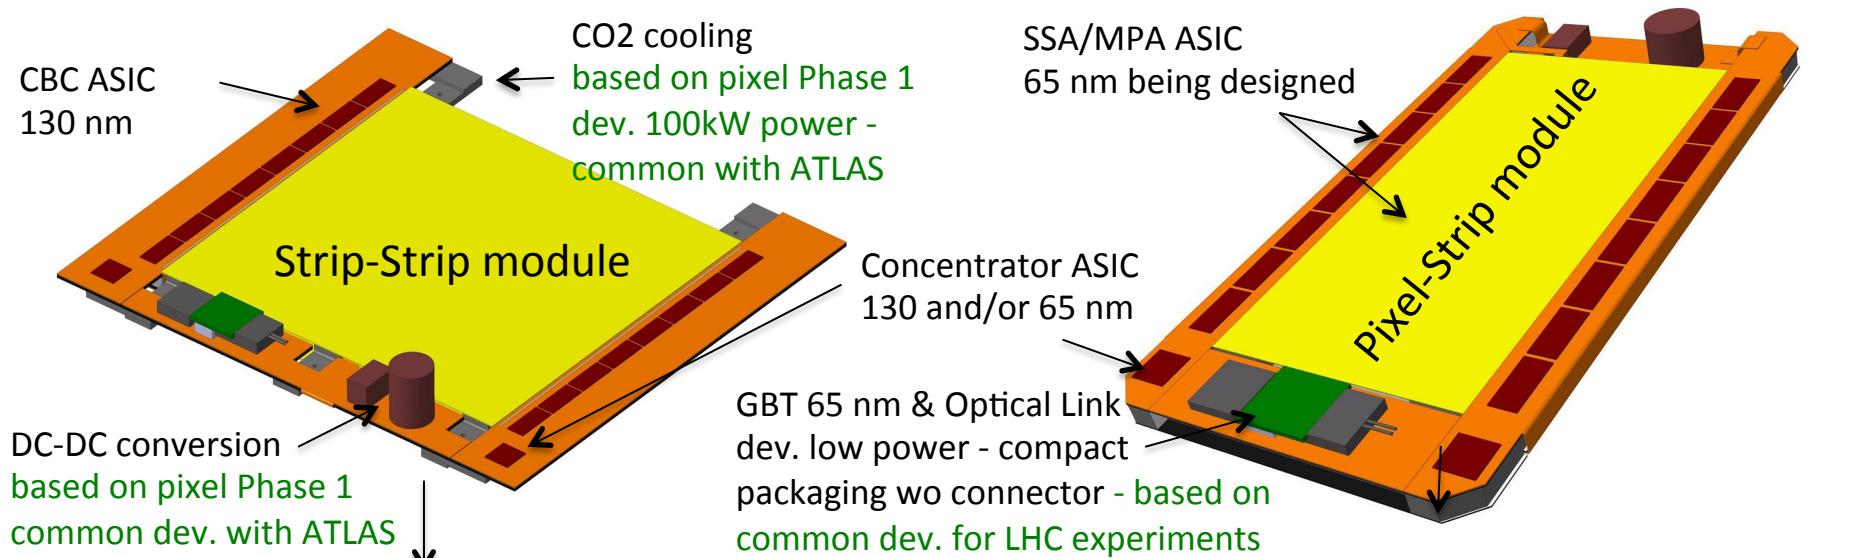 CBC ASIC
130 nm
CO2 cooling
based on pixel Phase 1
dev. 100kW power -
common with ATLAS
SSA/MPA ASIC
65 nm being designed
Strip-Strip module
Pixel-Strip module
Concentrator ASIC
130 and/or 65 nm
DC-DC conversion
based on pixel Phase 1
common dev. with ATLAS
GBT 65 nm & Optical Link
dev. low power - compact
packaging wo connector - based on
common dev. for LHC experiments